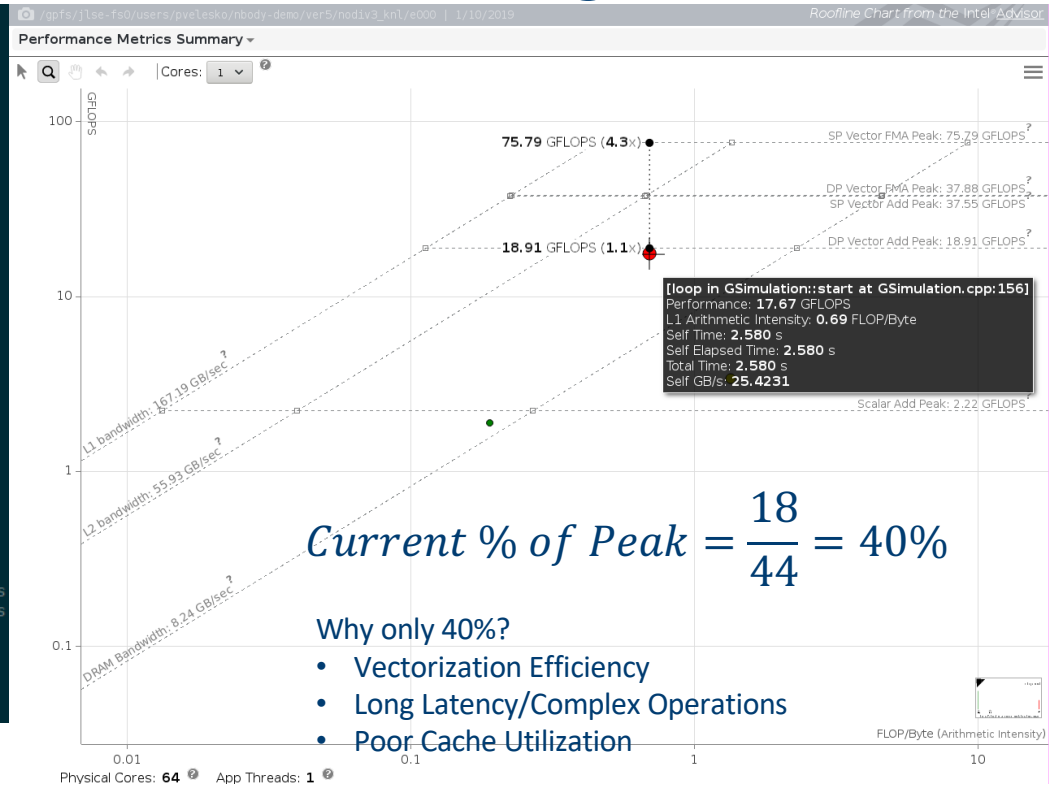 /gpfs/jlse-fs0/users/pvelesko/nbody-demo/ver5/nodiv3_knl/e000 | 1/10/2019
Roofline Chart from the Intel Advisor
Performance Metrics Summary
Cores: 1 ?
GFLOPS
100
75.79 GFLOPS (4.3x)
SP Vector FMA Peak: 75.79 GFLOPS ?
DP Vector FMA Peak: 37.88 GFLOPS ?
SP Vector Add Peak: 37.55 GFLOPS ?
18.91 GFLOPS (1.1x)
DP Vector Add Peak: 18.91 GFLOPS ?
10
[loop in GSimulation::start at GSimulation.cpp:156]
Performance: 17.67 GFLOPS
L1 Arithmetic Intensity: 0.69 FLOP/Byte
Self Time: 2.580 s
Self Elapsed Time: 2.580 s
Total Time: 2.580 s
Self GB/s: 25.4231
Scalar Add Peak: 2.22 GFLOPS ?
L1 bandwidth: 167.19 GB/sec ?
1
L2 bandwidth: 55.93 GB/sec ?
Current % of Peak = 18/44 = 40%
DRAM Bandwidth: 8.24 GB/sec ?
Why only 40%?
0.1
• Vectorization Efficiency
• Long Latency/Complex Operations
• Poor Cache Utilization
FLOP/Byte (Arithmetic Intensity)
0.01 0.1 1 10
Physical Cores: 64 ? App Threads: 1 ?